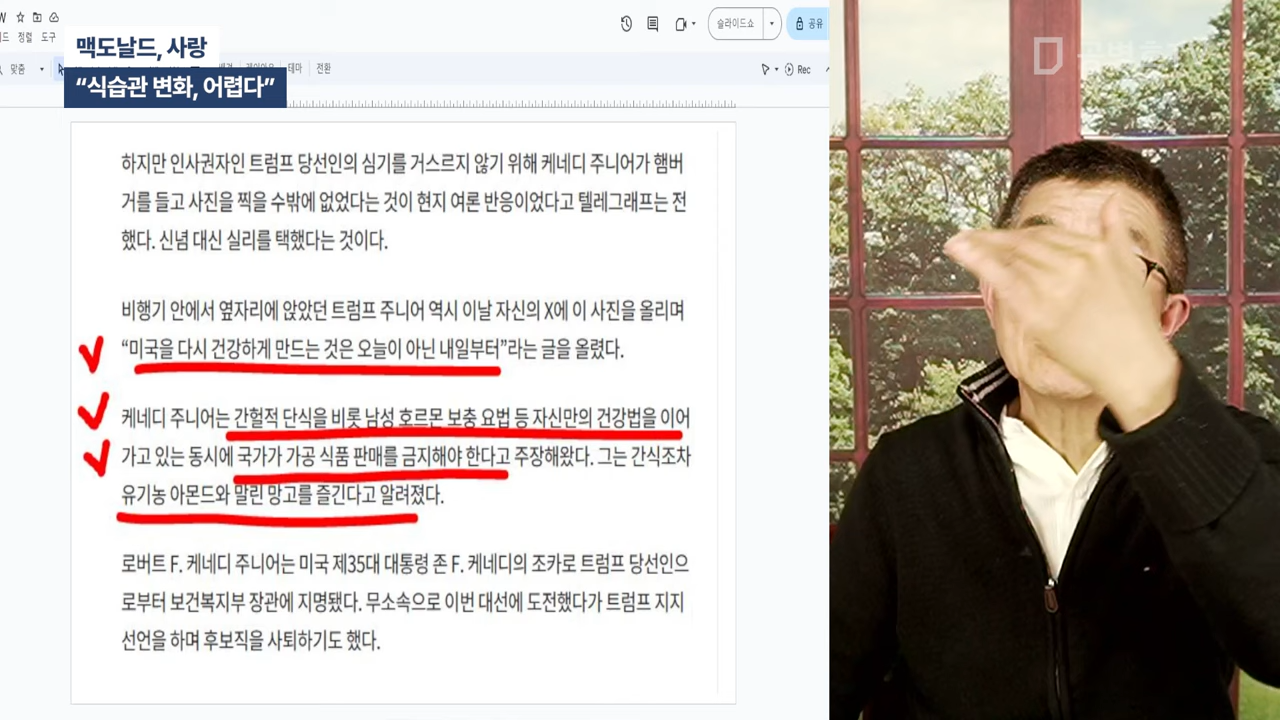 정렬 도구
슬라이드쇼
공유
맥도날드, 사랑
맞춤
테마 전환
Rec
“식습관 변화, 어렵다”
하지만 인사권자인 트럼프 당선인의 심기를 거스르지 않기 위해 케네디 주니어가 햄버
거를 들고 사진을 찍을 수밖에 없었다는 것이 현지 여론 반응이었다고 텔레그래프는 전
했다. 신념 대신 실리를 택했다는 것이다.
비행기 안에서 옆자리에 앉았던 트럼프 주니어 역시 이날 자신의 X에 이 사진을 올리며
“미국을 다시 건강하게 만드는 것은 오늘이 아닌 내일부터”라는 글을 올렸다.
케네디 주니어는 간헐적 단식을 비롯 남성 호르몬 보충 요법 등 자신만의 건강법을 이어
가고 있는 동시에 국가가 가공 식품 판매를 금지해야 한다고 주장해왔다. 그는 간식조차
유기농 아몬드와 말린 망고를 즐긴다고 알려졌다.
로버트 F. 케네디 주니어는 미국 제35대 대통령 존 F. 케네디의 조카로 트럼프 당선인으
로부터 보건복지부 장관에 지명됐다. 무소속으로 이번 대선에 도전했다가 트럼프 지지
선언을 하며 후보직을 사퇴하기도 했다.